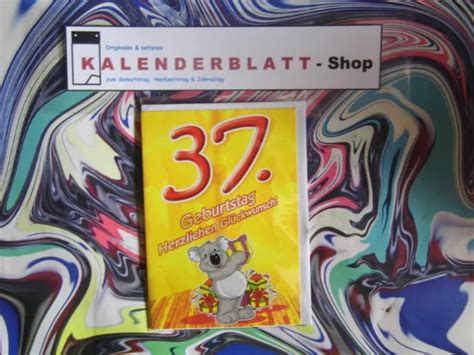 Originelles & seltenes
KALENDERBLATT - Shop
zum Geburtstag, Hochzeitstag & Jahrestag
37.
Geburtstag
Herzlichen Glückwunsch!